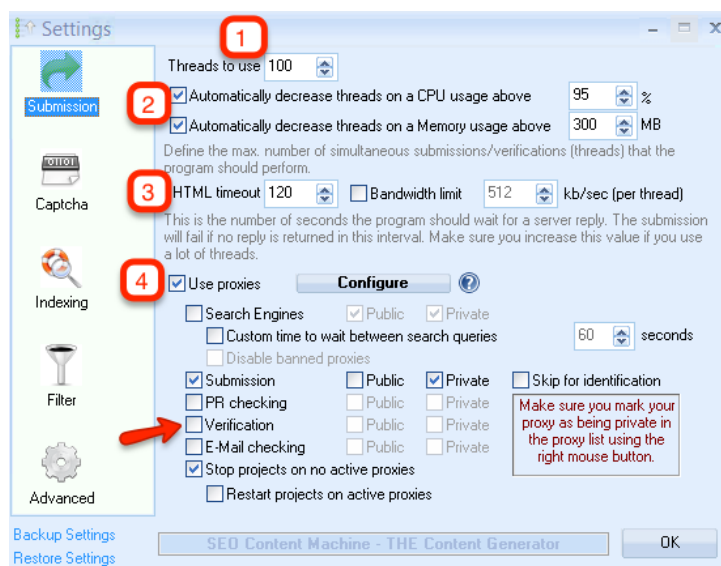 Settings
1
Threads to use 100
Submission
2
Automatically decrease threads on a CPU usage above 95 %
Automatically decrease threads on a Memory usage above 300 MB
Define the max. number of simultaneous submissions/verifications (threads) that the
program should perform.
Captcha
3
HTML timeout 120 Bandwidth limit 512 kb/sec (per thread)
This is the number of seconds the program should wait for a server reply. The submission
will fail if no reply is returned in this interval. Make sure you increase this value if you use
a lot of threads.
4
Use proxies Configure ?
Indexing
Search Engines Public Private
Custom time to wait between search queries 60 seconds
Disable banned proxies
Submission Public Private Skip for identification
Filter
PR checking Public Private
Verification Public Private
E-Mail checking Public Private
Make sure you mark your
proxy as being private in
the proxy list using the
right mouse button.
Stop projects on no active proxies
Restart projects on active proxies
Advanced
Backup Settings
Restore Settings
SEO Content Machine - THE Content Generator
OK